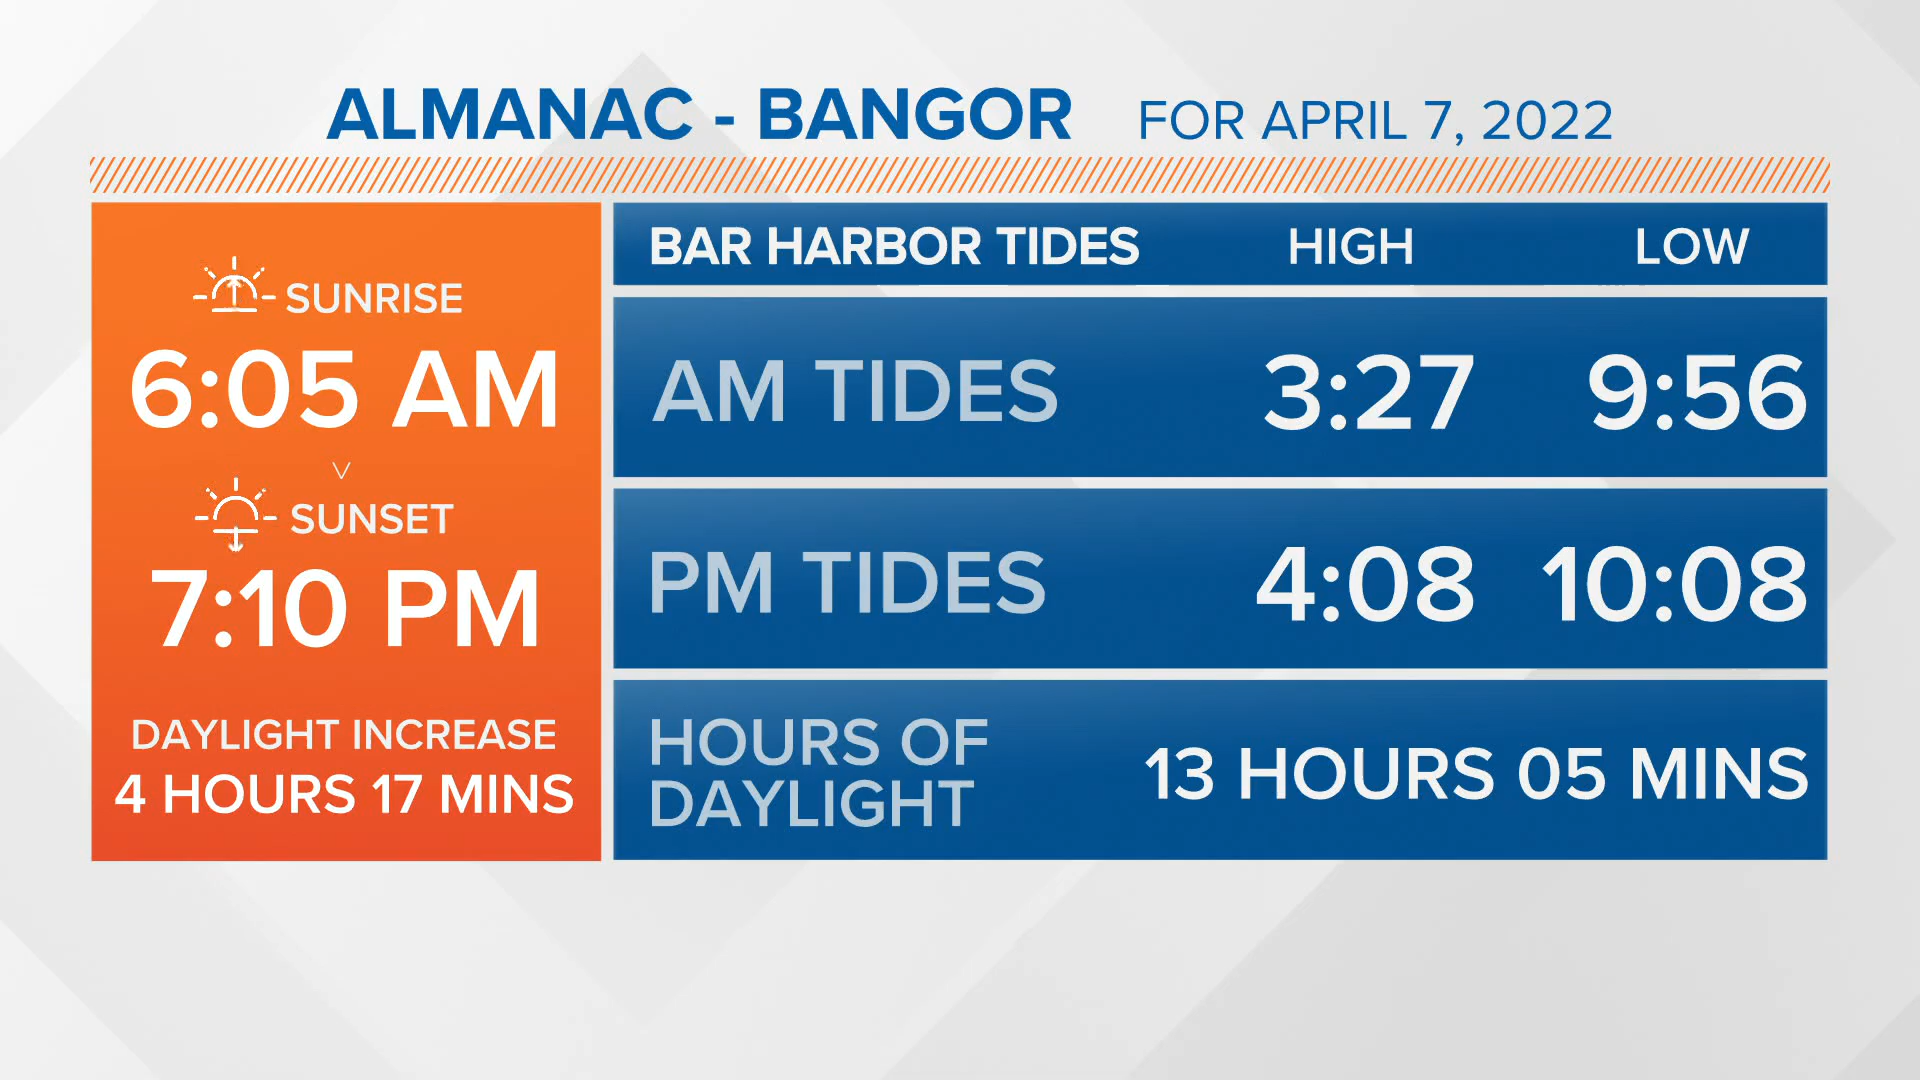 ALMANAC - BANGOR FOR APRIL 7, 2022
SUNRISE
6:05 AM
SUNSET
7:10 PM
DAYLIGHT INCREASE
4 HOURS 17 MINS
BAR HARBOR TIDES HIGH LOW
AM TIDES 3:27 9:56
PM TIDES 4:08 10:08
HOURS OF
DAYLIGHT
13 HOURS 05 MINS